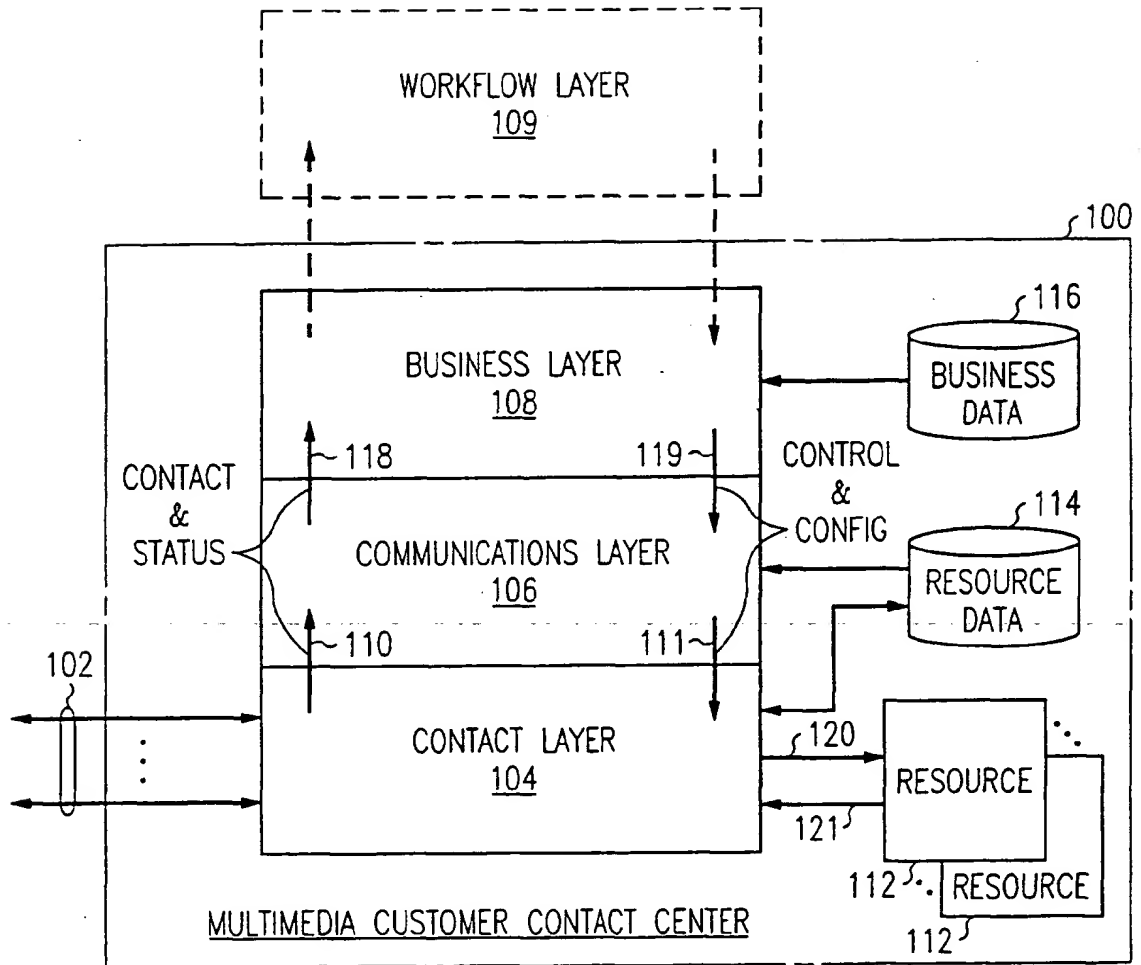 WORKFLOW LAYER
109
100
BUSINESS LAYER
108
116
BUSINESS
DATA
118
119
CONTACT
&
STATUS
CONTROL
&
CONFIG
COMMUNICATIONS LAYER
106
114
RESOURCE
DATA
110
111
102
CONTACT LAYER
104
120
121
RESOURCE
112
RESOURCE
112
MULTIMEDIA CUSTOMER CONTACT CENTER